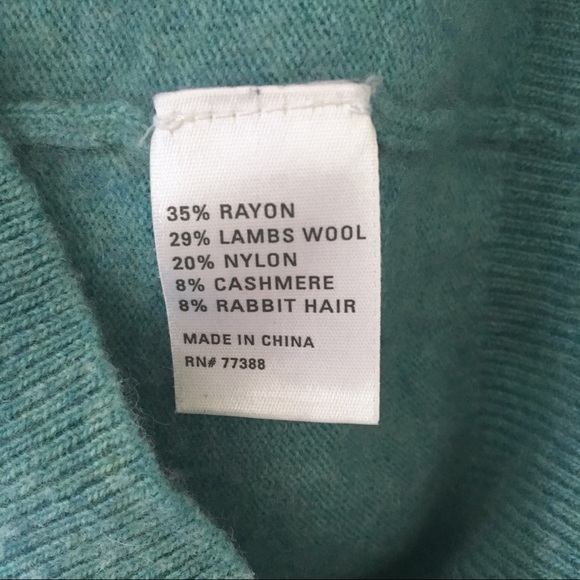 35% RAYON
29% LAMBS WOOL
20% NYLON
8% CASHMERE
8% RABBIT HAIR
MADE IN CHINA
RN# 77388